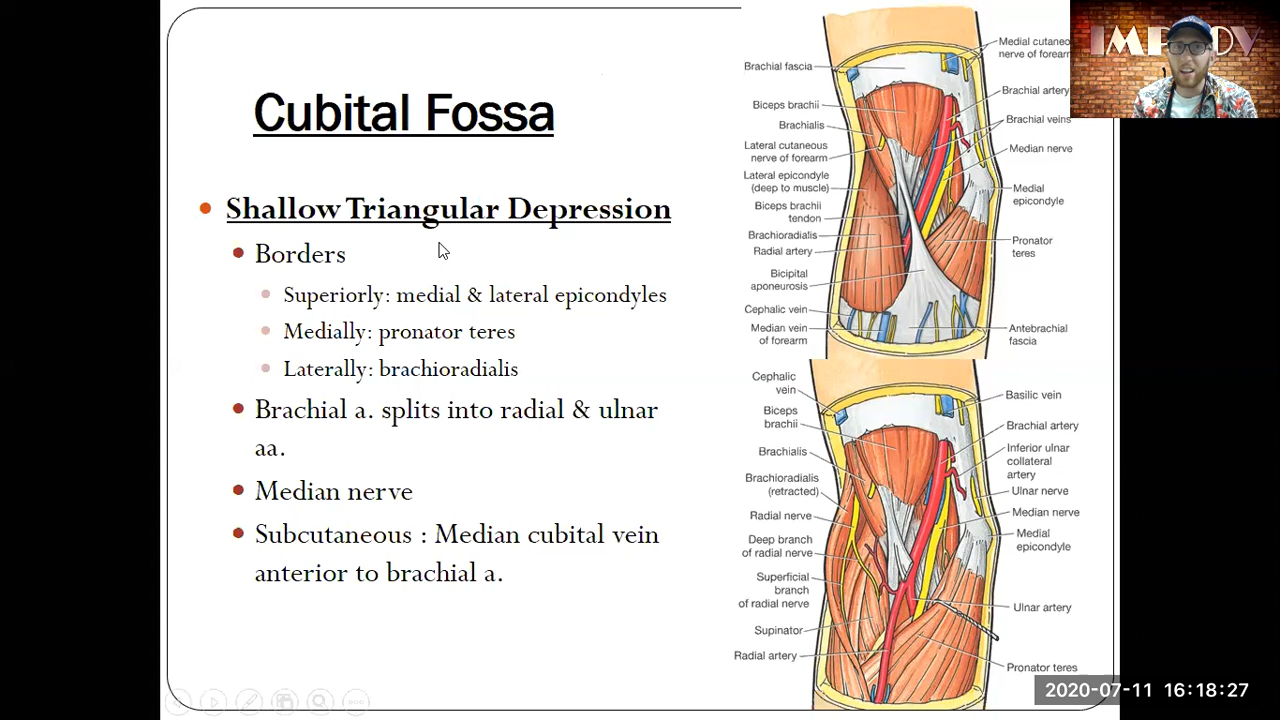 Cubital Fossa
Shallow Triangular Depression
Borders
Superiorly: medial & lateral epicondyles
Medially: pronator teres
Laterally: brachioradialis
Brachial a. splits into radial & ulnar
aa.
Median nerve
Subcutaneous : Median cubital vein
anterior to brachial a.
Brachial fascia
Biceps brachii
Brachialis
Lateral cutaneous
nerve of forearm
Lateral epicondyle
(deep to muscle)
Biceps brachii
tendon
Brachioradialis
Radial artery
Bicipital
aponeurosis
Cephalic vein
Median vein
of forearm
Medial
nerve of
Brachial artery
Brachial veins
Median nerve
Medial
epicondyle
Pronator
teres
Antebrachial
fascia
Cephalic
vein
Biceps
brachii
Brachialis
Brachioradialis
(retracted)
Radial nerve
Deep branch
of radial nerve
Superficial
branch
of radial nerve
Supinator
Radial artery
Basilic vein
Brachial artery
Inferior ulnar
collateral
artery
Ulnar nerve
Median nerve
Medial
epicondyle
Ulnar artery
Pronator teres
2020-07-11 16:18:27